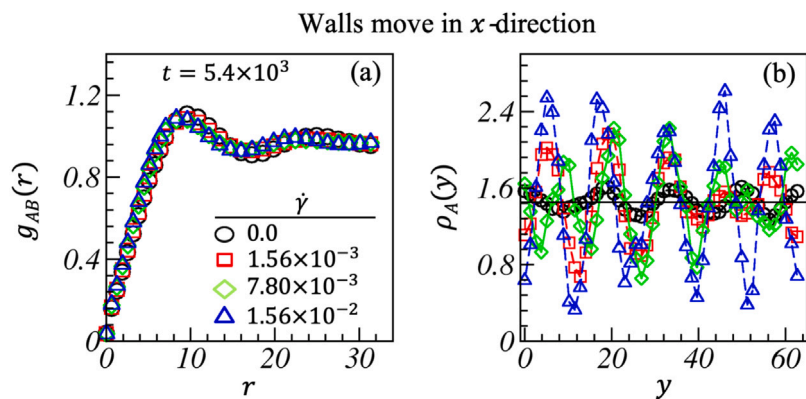 Walls move in x-direction
t = 5.4×10³
(a)
(b)
1.2
0.8
0.4
0
g_AB(r)
γ̇
0.0
1.56×10⁻³
7.80×10⁻³
1.56×10⁻²
0 10 20 30
r
2.4
1.6
0.8
0
ρ_A(y)
0 20 40 60
y